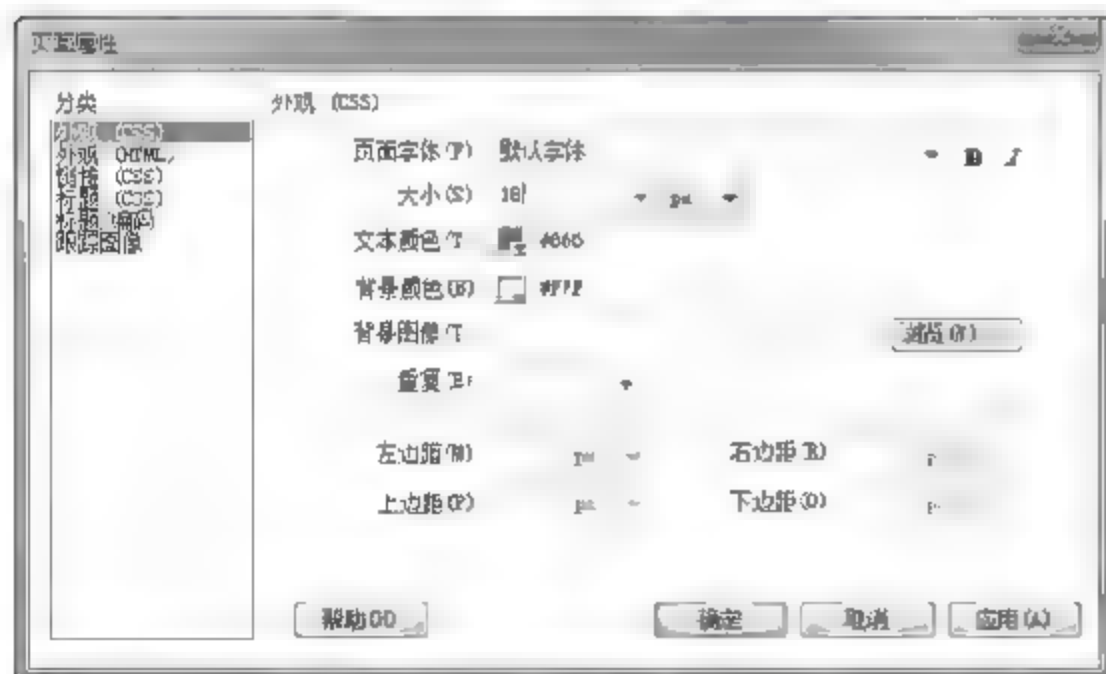 页面属性
分类
外观 (CSS)
外观 (CSS)
外观 (HTML)
链接 (CSS)
标题 (CSS)
标题/编码
跟踪图像
页面字体(F) 默认字体 B I
大小(S) 18 px
文本颜色(T #
背景颜色(B) #FFF
背景图像(I 浏览(W)
重复(E)
左边距(M) px 右边距(R)
上边距(P) px 下边距(O)
帮助(H) 确定 取消 应用(A)